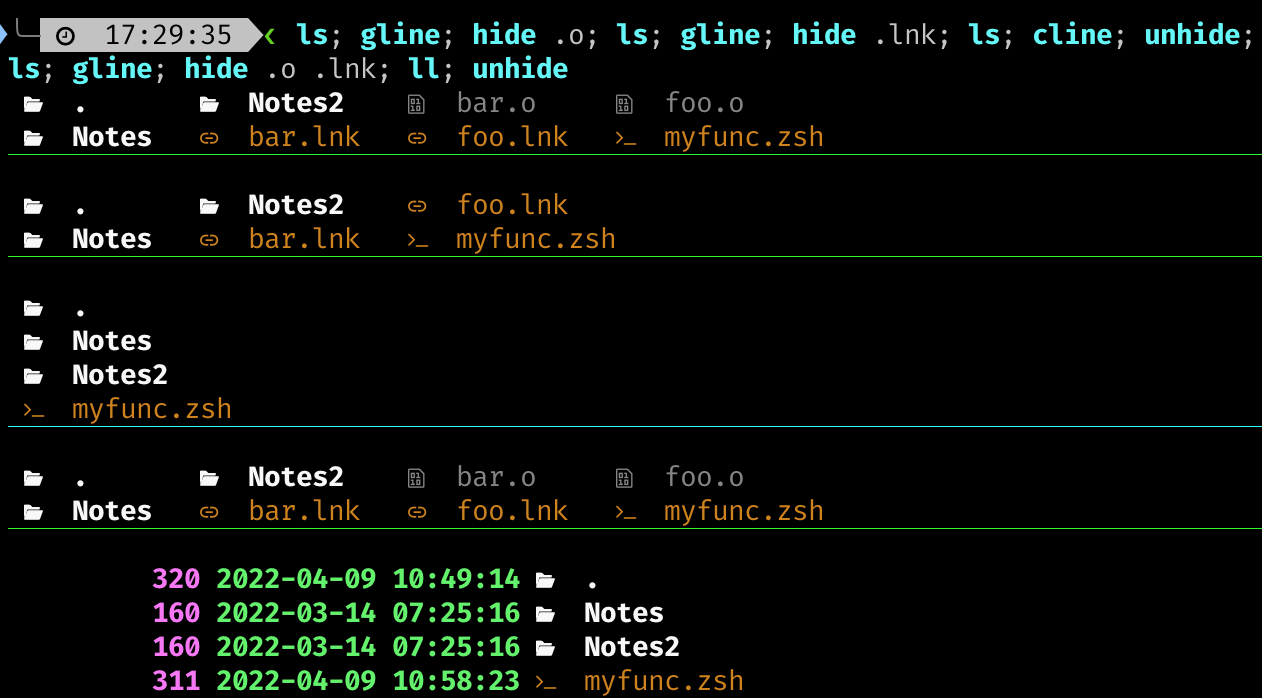 17:29:35 ls; gline; hide .o; ls; gline; hide .lnk; ls; cline; unhide;
ls; gline; hide .o .lnk; ll; unhide
. Notes2 bar.o foo.o
Notes bar.lnk foo.lnk >_ myfunc.zsh
. Notes2 foo.lnk
Notes bar.lnk >_ myfunc.zsh
.
Notes
Notes2
>_ myfunc.zsh
. Notes2 bar.o foo.o
Notes bar.lnk foo.lnk >_ myfunc.zsh
320 2022-04-09 10:49:14 .
160 2022-03-14 07:25:16 Notes
160 2022-03-14 07:25:16 Notes2
311 2022-04-09 10:58:23 >_ myfunc.zsh